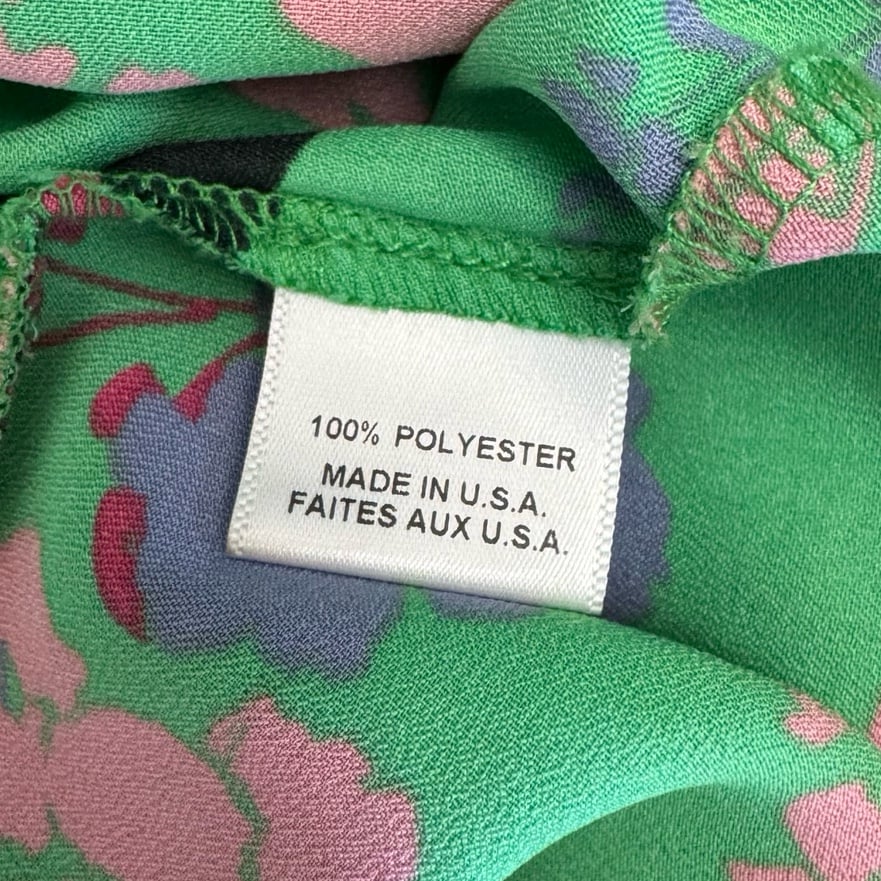 100% POLYESTER
MADE IN U.S.A.
FAITES AUX U.S.A.